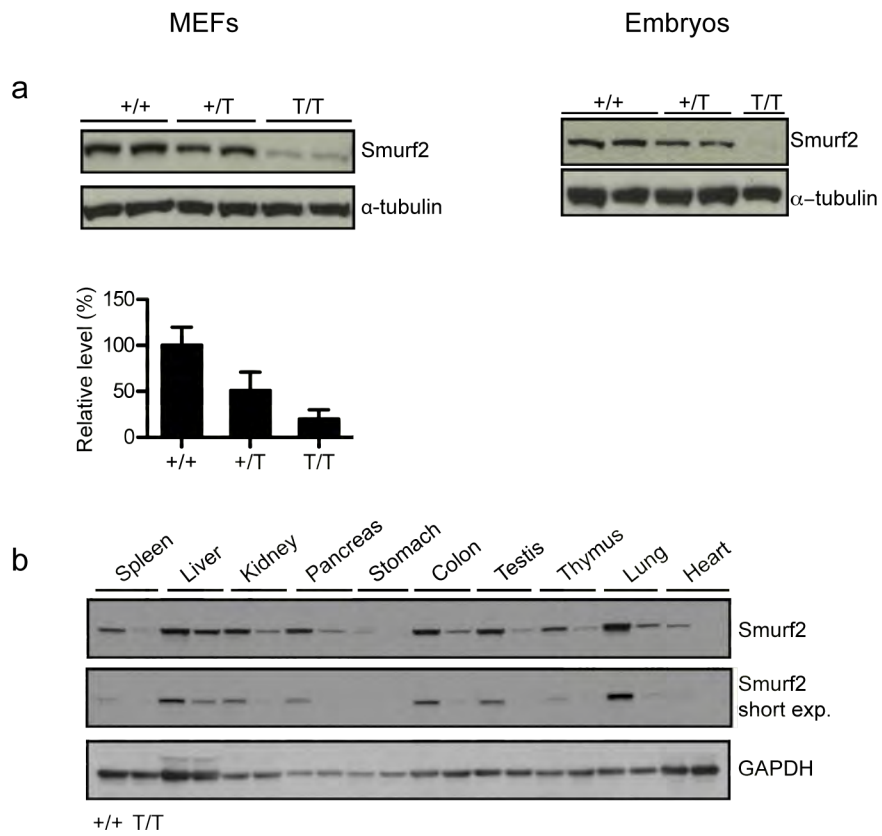 MEFs
Embryos
a
+/+ +/T T/T
Smurf2
α-tubulin
+/+ +/T T/T
Smurf2
α−tubulin
Relative level (%)
150
100
50
0
+/+ +/T T/T
b
Spleen Liver Kidney Pancreas Stomach Colon Testis Thymus Lung Heart
Smurf2
Smurf2
short exp.
GAPDH
+/+ T/T